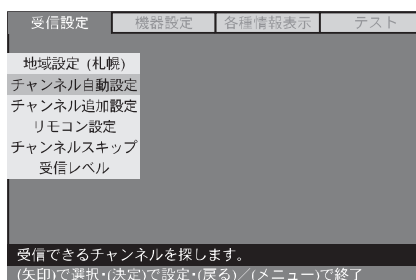 受信設定 機器設定 各種情報表示 テスト
地域設定 (札幌)
チャンネル自動設定
チャンネル追加設定
リモコン設定
チャンネルスキップ
受信レベル
受信できるチャンネルを探します。
(矢印)で選択・(決定)で設定・(戻る)／(メニュー)で終了